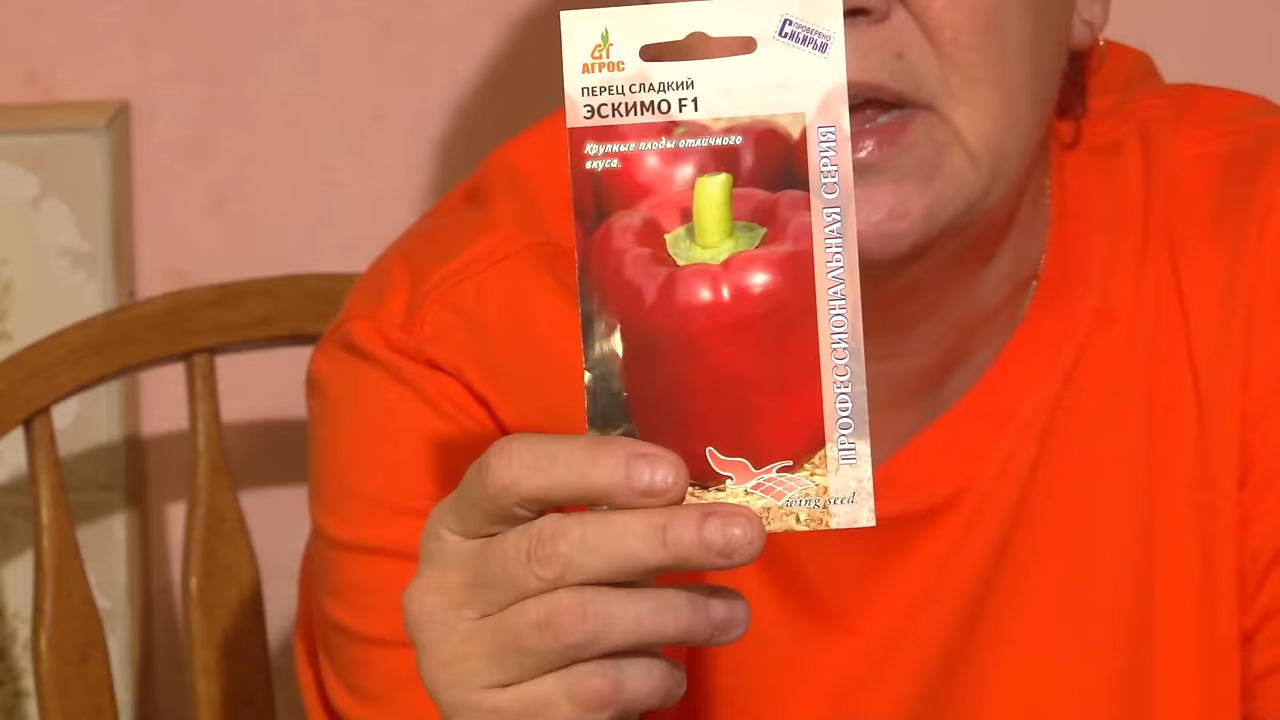 АГРОС
ПРОВЕРЕНО
СИБИРЬЮ
ПЕРЕЦ СЛАДКИЙ
ЭСКИМО F1
Крупные плоды отличного
вкуса.
ПРОФЕССИОНАЛЬНАЯ СЕРИЯ
wing seed